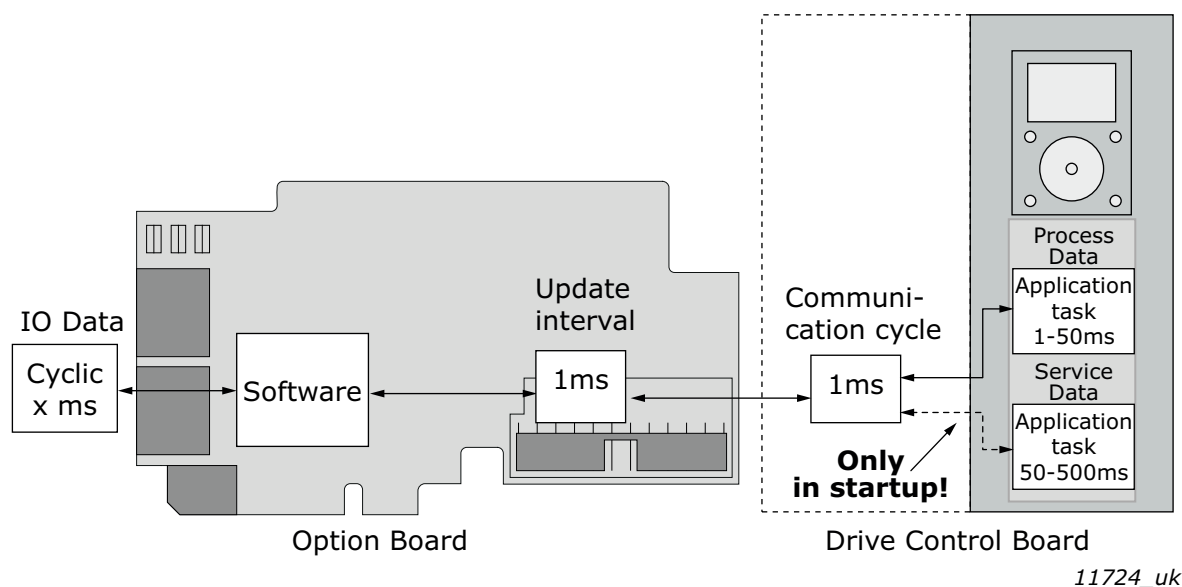 IO Data
Cyclic
x ms
Software
Update
interval
1ms
Communi-
cation cycle
1ms
Only
in startup!
Process
Data
Application
task
1-50ms
Service
Data
Application
task
50-500ms
Option Board
Drive Control Board
11724_uk